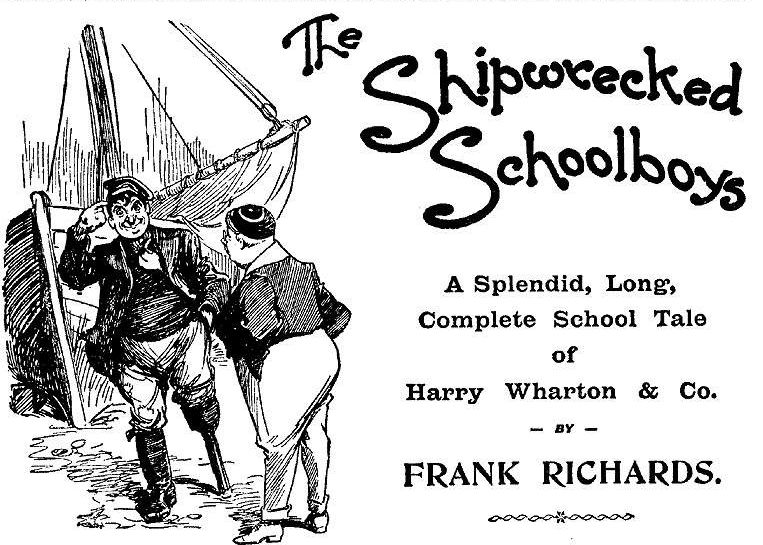 The
Shipwrecked
Schoolboys
A Splendid, Long,
Complete School Tale
of
Harry Wharton & Co.
— BY —
FRANK RICHARDS.